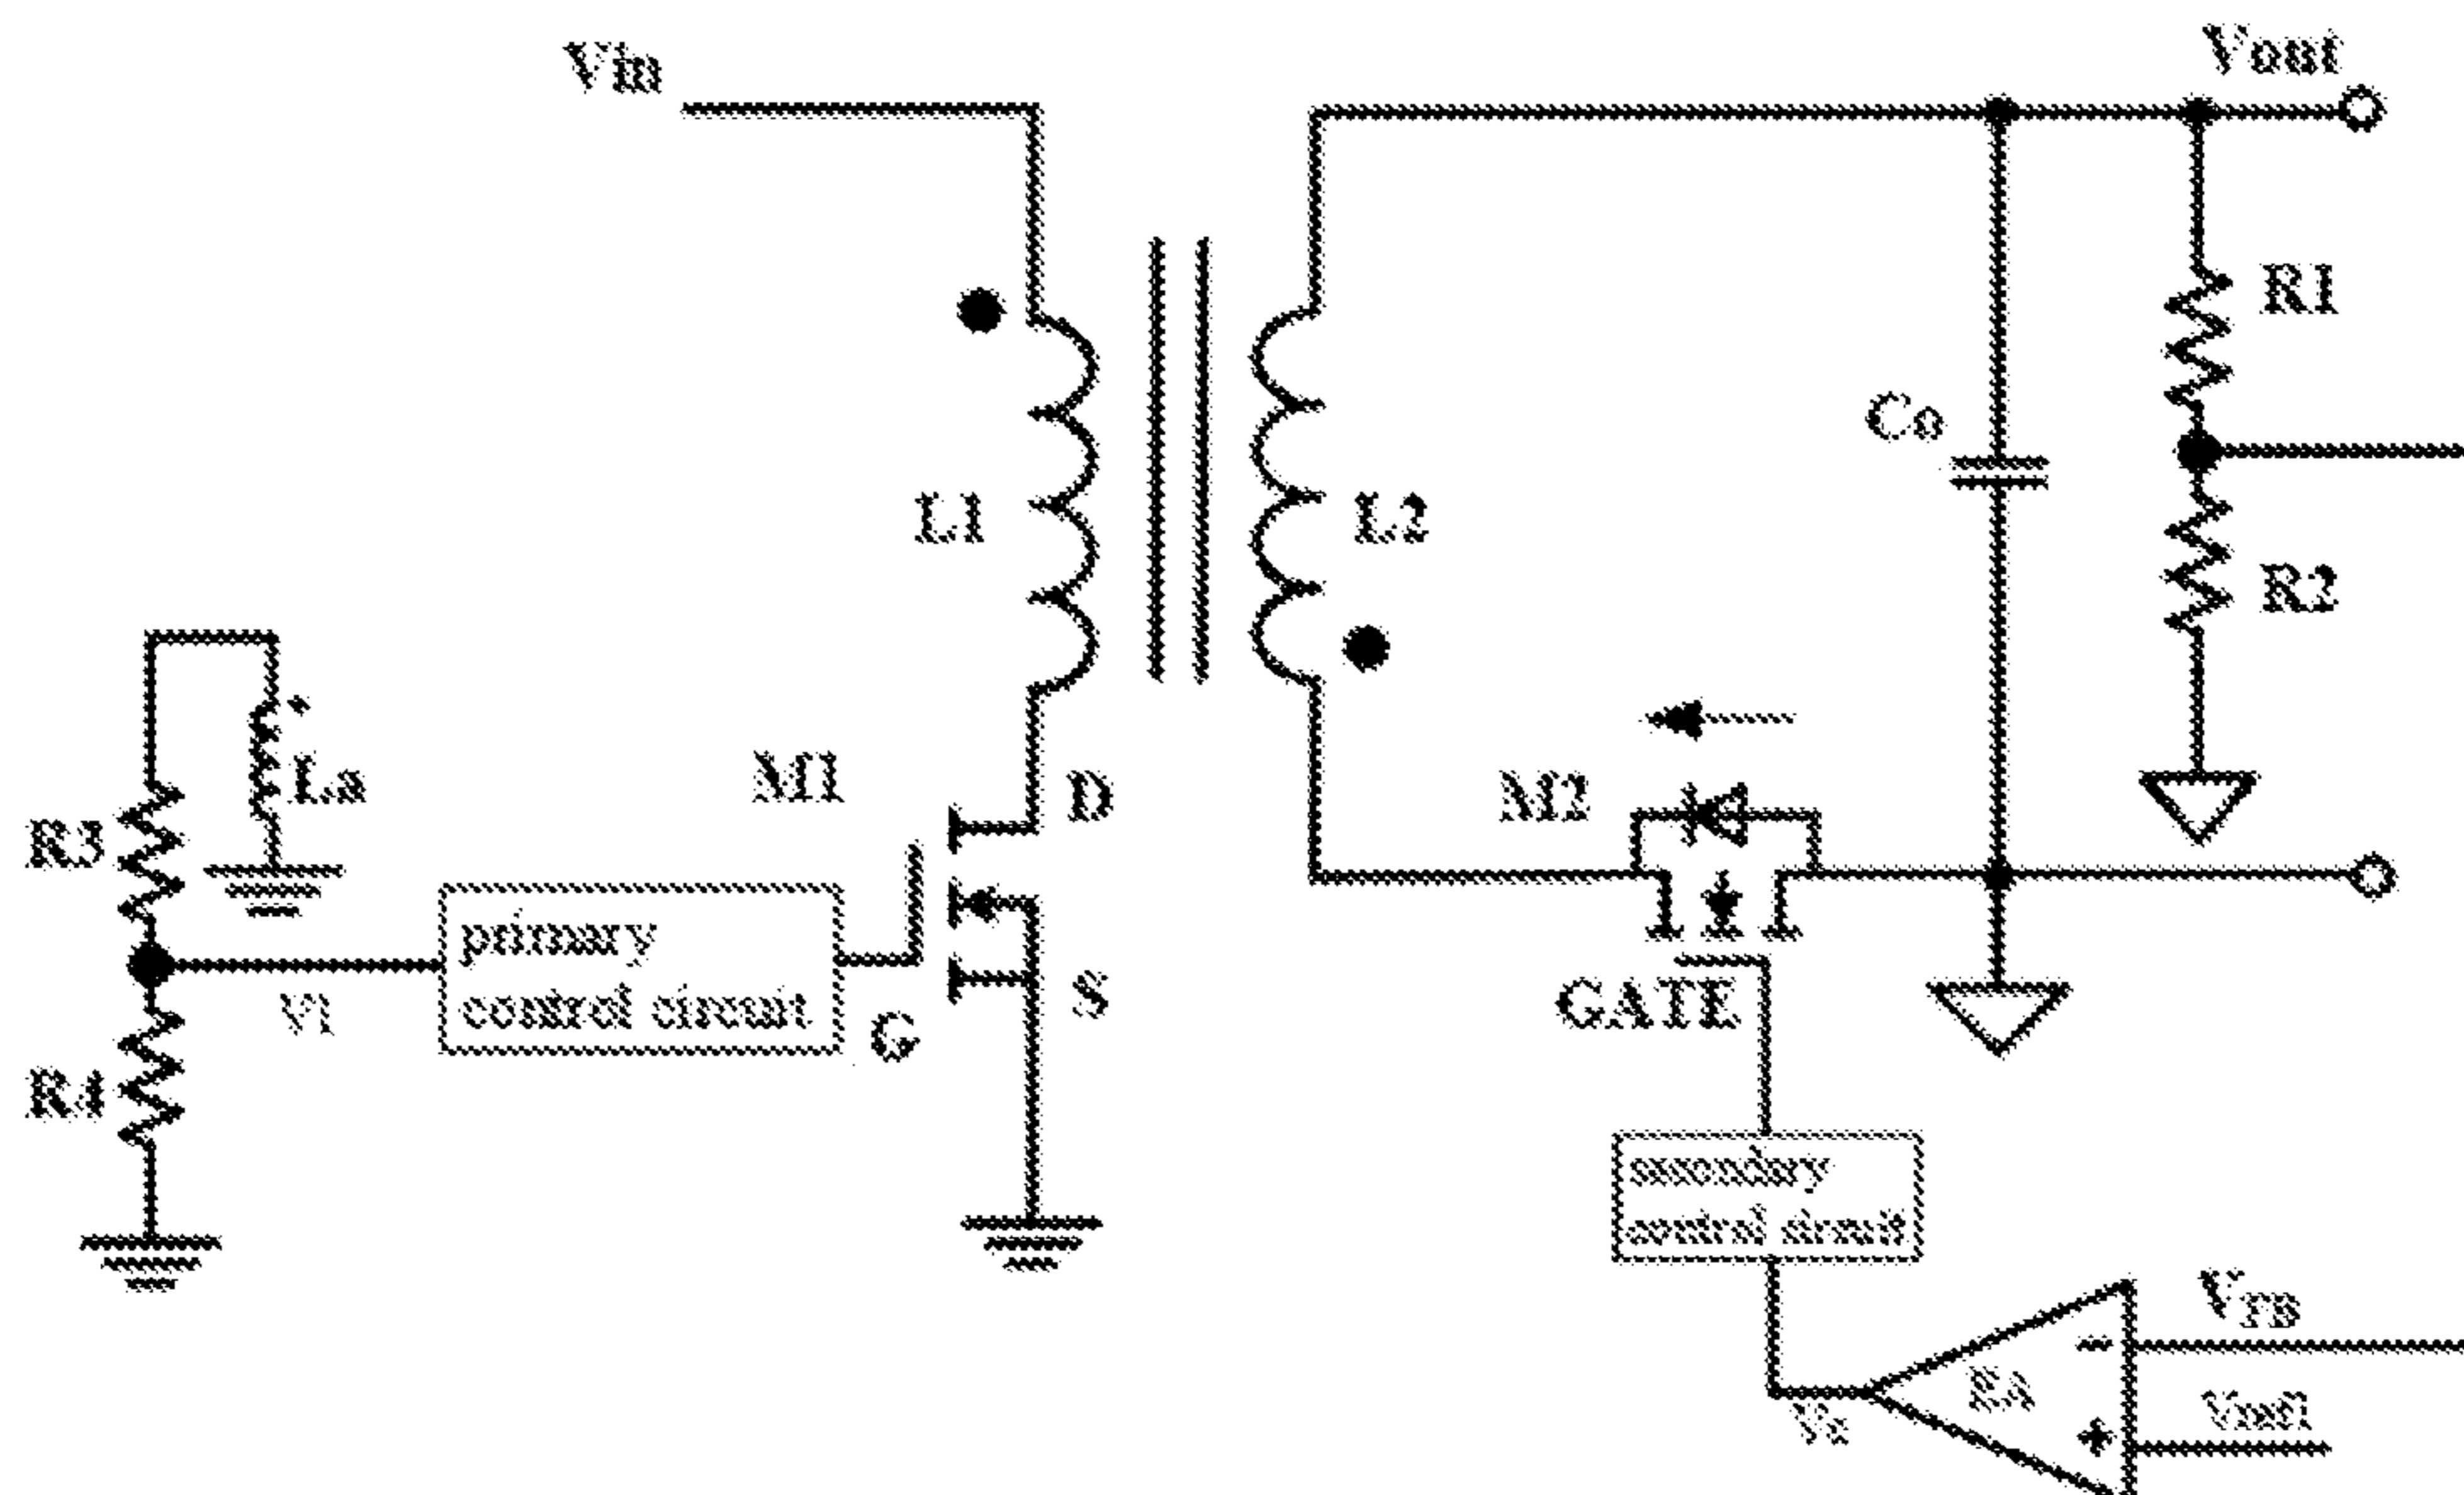 Vin
Vout
R1
Co
L1
L2
R2
La
M1
D
M2
R3
primary
control circuit
S
V1
G
GATE
R4
secondary
control circuit
VFB
-
EA
+